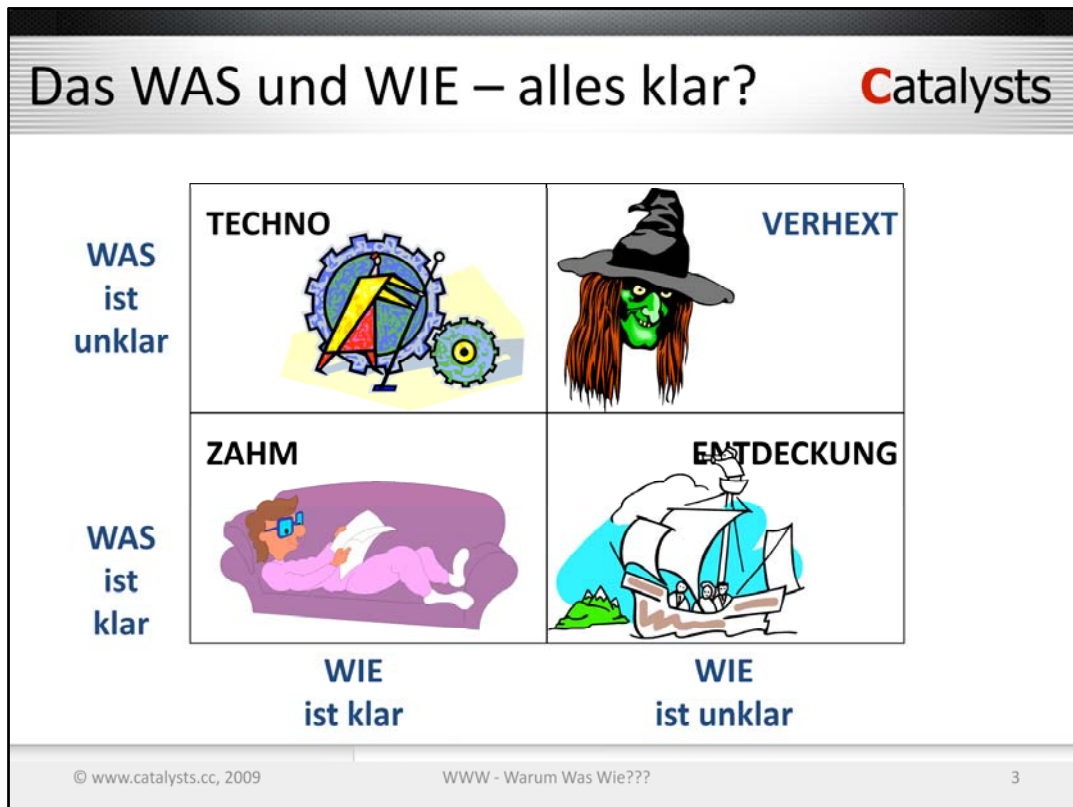 Das WAS und WIE – alles klar?
Catalysts
WAS
ist
unklar
TECHNO
VERHEXT
WAS
ist
klar
ZAHM
ENTDECKUNG
WIE
ist klar
WIE
ist unklar
© www.catalysts.cc, 2009
WWW - Warum Was Wie???
3